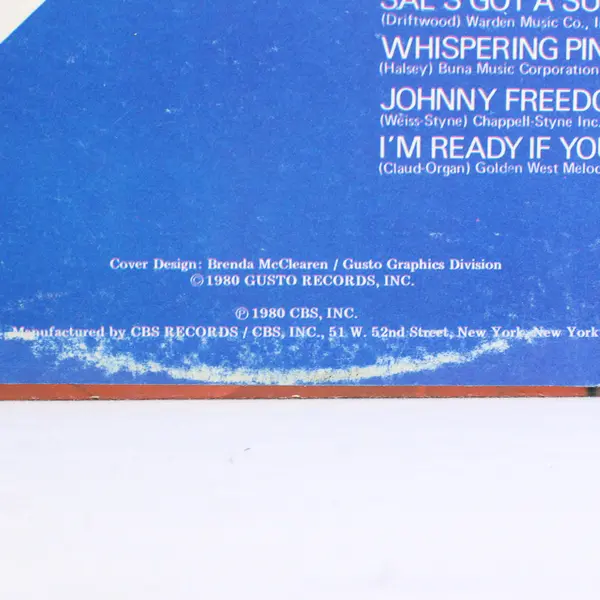 SAL'S GOT A SU
(Driftwood) Warden Music Co., I
WHISPERING PIN
(Halsey) Buna Music Corporation
JOHNNY FREEDO
(Weiss-Styne) Chappell-Styne Inc.
I'M READY IF YOU
(Claud-Organ) Golden West Meloc
Cover Design: Brenda McClearen / Gusto Graphics Division
© 1980 GUSTO RECORDS, INC.
℗ 1980 CBS, INC.
Manufactured by CBS RECORDS / CBS, INC., 51 W. 52nd Street, New York, New York